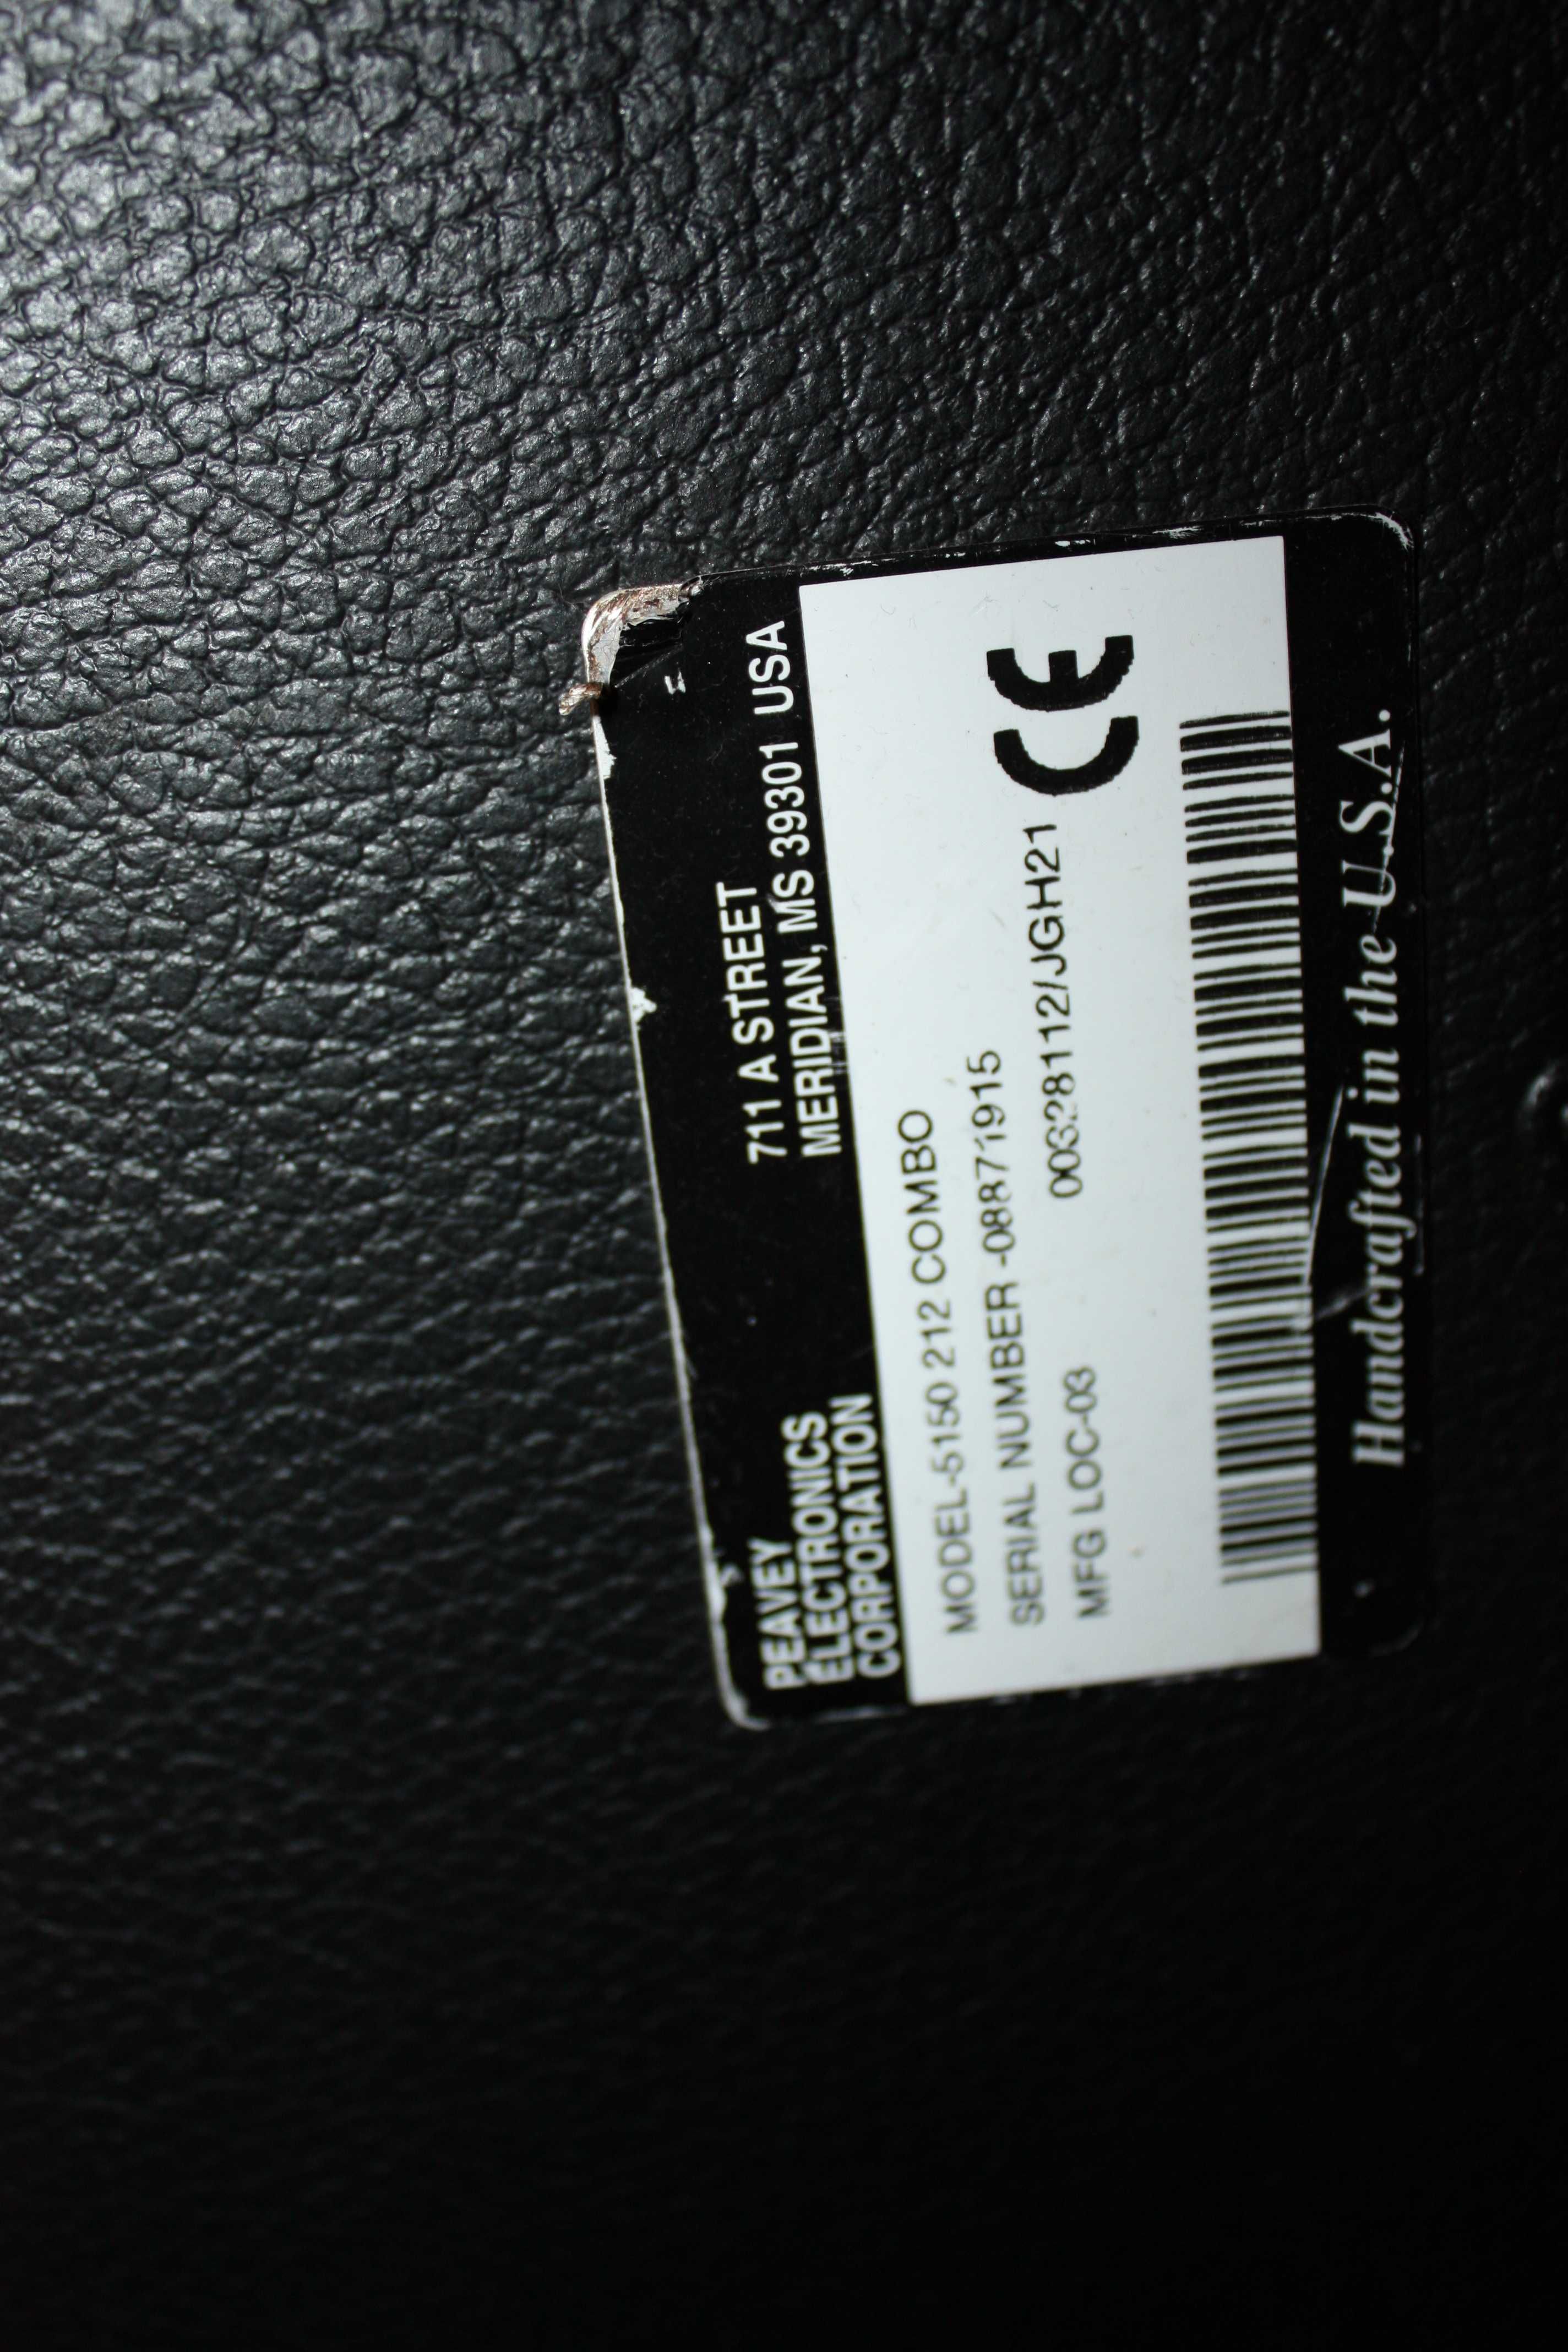 PEAVEY
ELECTRONICS
CORPORATION
711 A STREET
MERIDIAN, MS 39301 USA
MODEL-5150 212 COMBO
SERIAL NUMBER -08871915
MFG LOC-03 00328112/JGH21
CE
Handcrafted in the U.S.A.